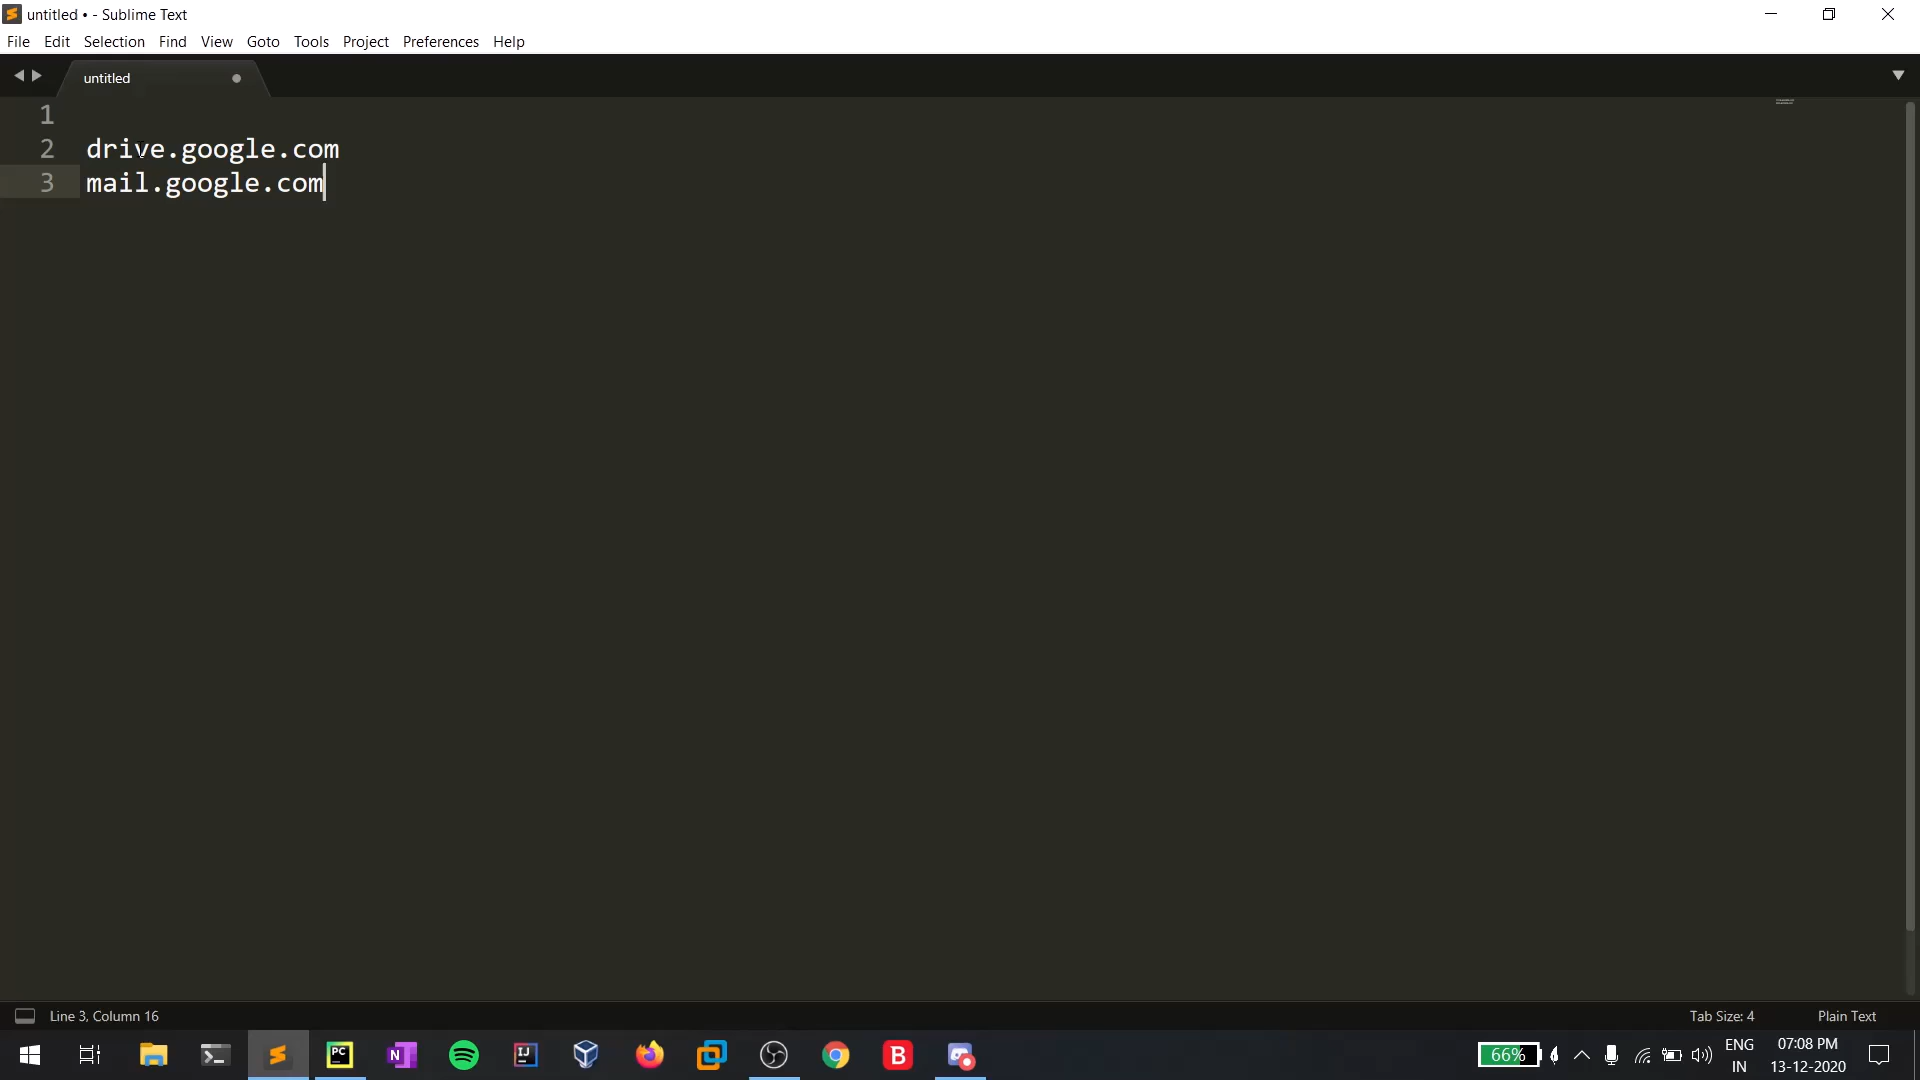 untitled • - Sublime Text
File Edit Selection Find View Goto Tools Project Preferences Help
untitled
1
2 drive.google.com
3 mail.google.com
Line 3, Column 16 Tab Size: 4 Plain Text
PC N IJ B 66% ENG 07:08 PM
IN 13-12-2020